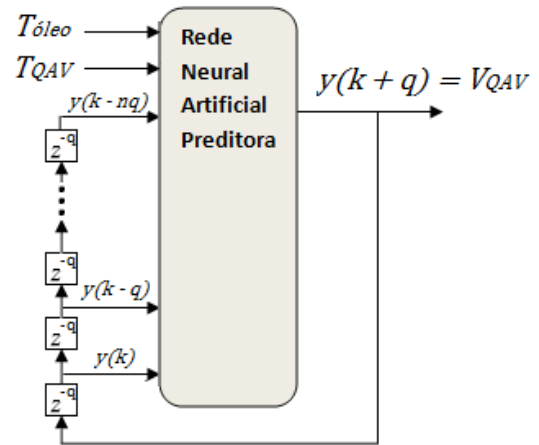 Tóleo
TQAV
y(k - nq)
Rede
Neural
Artificial
Preditora
y(k + q) = VQAV
z-q
z-q
y(k - q)
z-q
y(k)
z-q